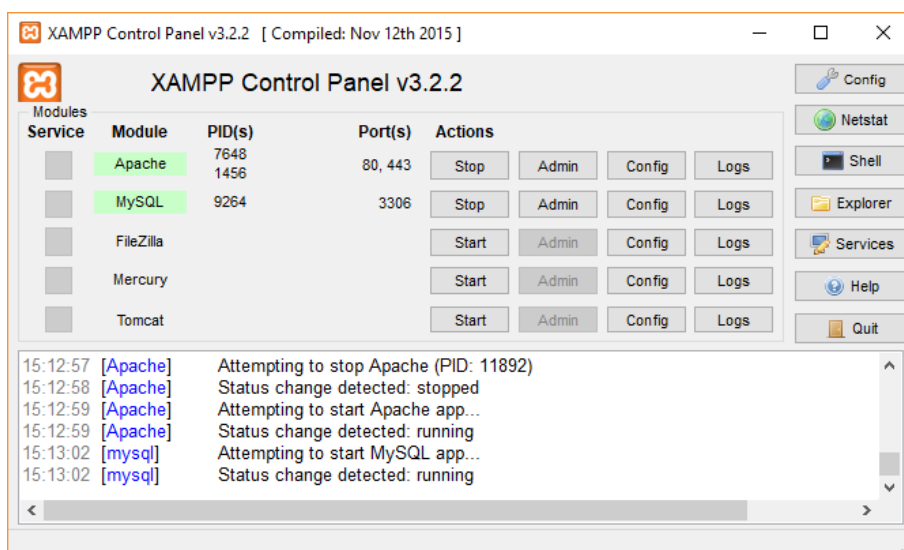 XAMPP Control Panel v3.2.2 [ Compiled: Nov 12th 2015 ]
XAMPP Control Panel v3.2.2
Config
Modules
Service Module PID(s) Port(s) Actions
Netstat
Apache 7648 1456 80, 443 Stop Admin Config Logs
Shell
MySQL 9264 3306 Stop Admin Config Logs
Explorer
FileZilla Start Admin Config Logs
Services
Mercury Start Admin Config Logs
Help
Tomcat Start Admin Config Logs
Quit
15:12:57 [Apache] Attempting to stop Apache (PID: 11892)
15:12:58 [Apache] Status change detected: stopped
15:12:59 [Apache] Attempting to start Apache app...
15:12:59 [Apache] Status change detected: running
15:13:02 [mysql] Attempting to start MySQL app...
15:13:02 [mysql] Status change detected: running